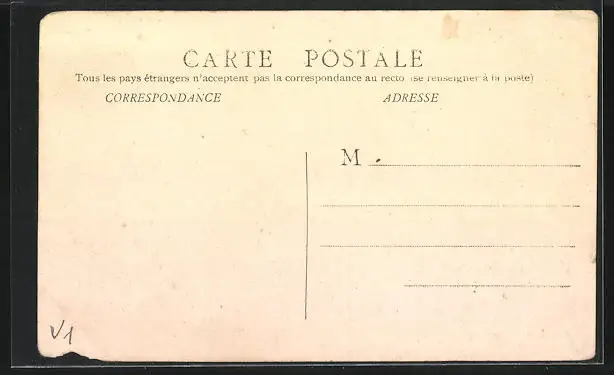 CARTE POSTALE
Tous les pays étrangers n'acceptent pas la correspondance au recto (se renseigner à la poste)
CORRESPONDANCE ADRESSE
M.
V1